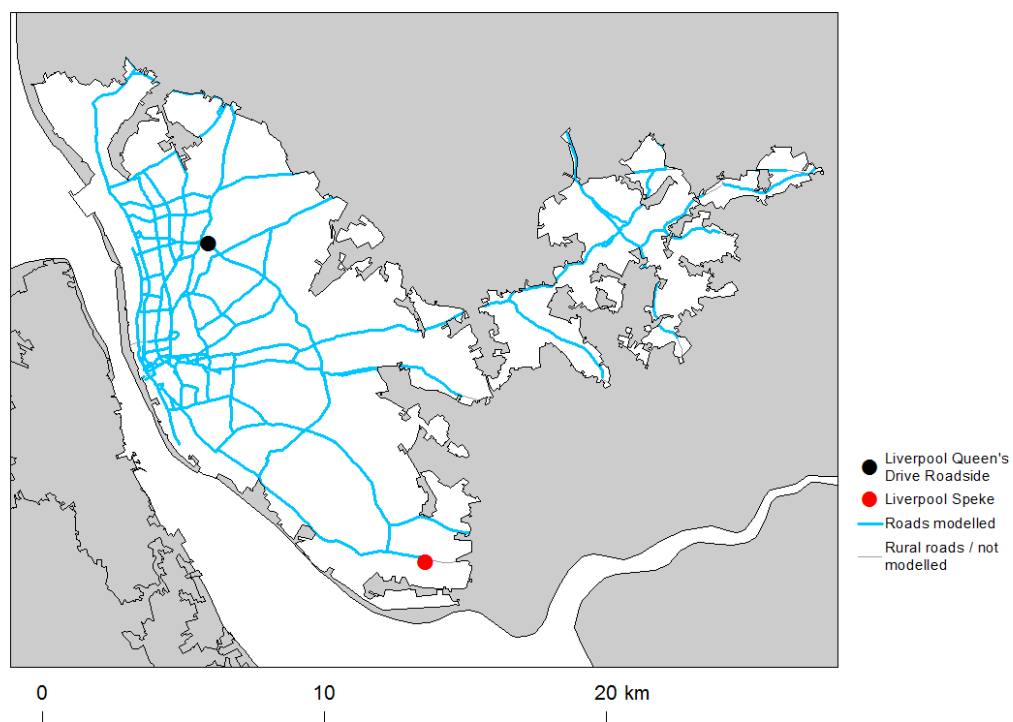 Liverpool Queen's
Drive Roadside
Liverpool Speke
Roads modelled
Rural roads / not
modelled
0 10 20 km